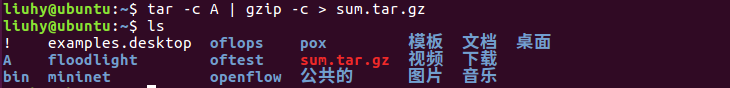 liuhy@ubuntu:~$ tar -c A | gzip -c > sum.tar.gz
liuhy@ubuntu:~$ ls
! examples.desktop oflops pox 模板 文档 桌面
A floodlight oftest sum.tar.gz 视频 下载
bin mininet openflow 公共的 图片 音乐